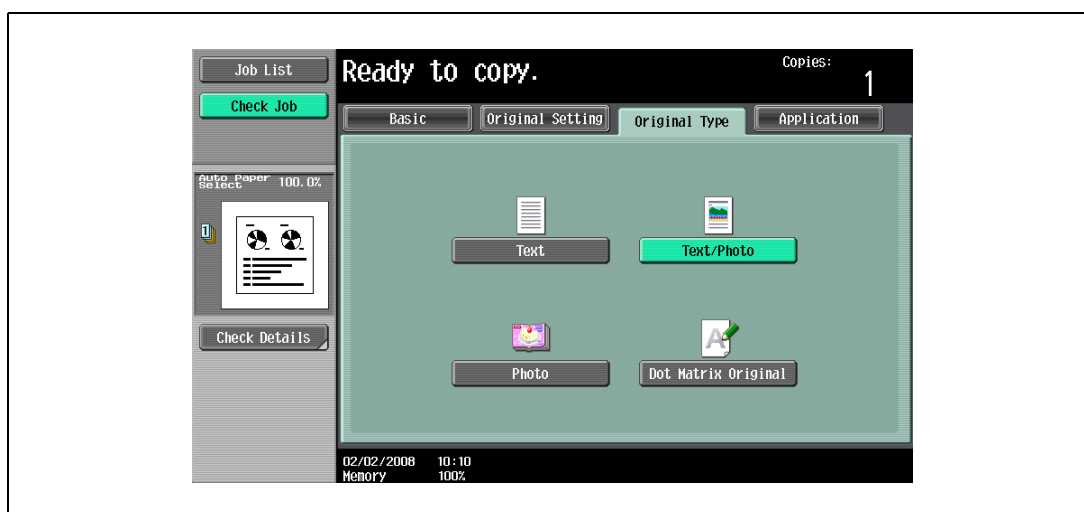 Job List
Check Job
Ready to copy.
Copies:
1
Basic
Original Setting
Original Type
Application
Auto Paper
Select
100.0%
1
Text
Text/Photo
Check Details
Photo
Dot Matrix Original
02/02/2008 10:10
Memory 100%